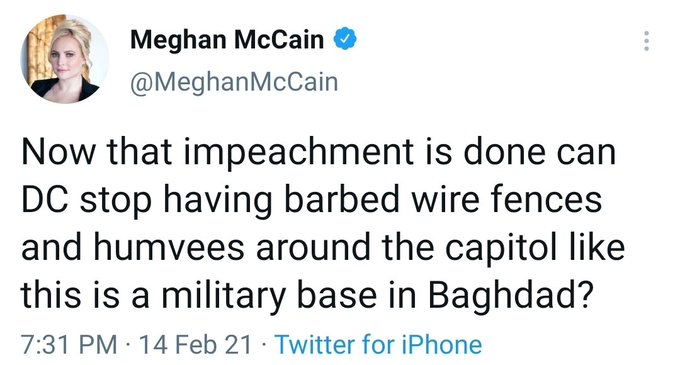 Meghan McCain
@MeghanMcCain
Now that impeachment is done can
DC stop having barbed wire fences
and humvees around the capitol like
this is a military base in Baghdad?
7:31 PM · 14 Feb 21 · Twitter for iPhone